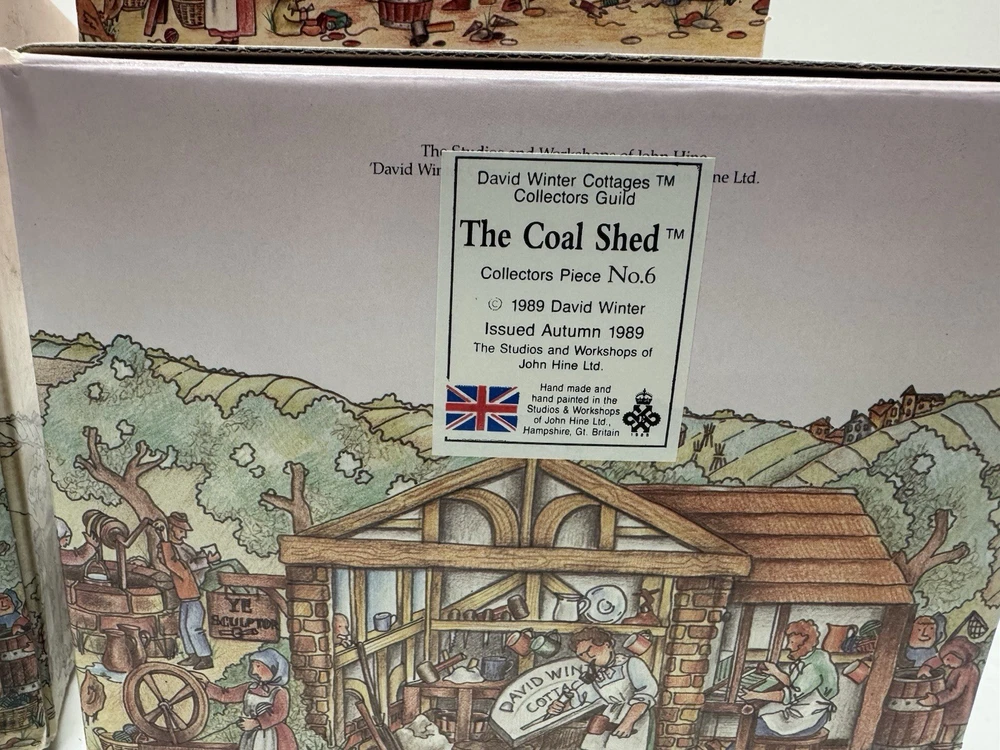 The Studios and Workshops of John Hine
'David Win
ne Ltd.
David Winter Cottages ™
Collectors Guild
The Coal Shed ™
Collectors Piece No.6
© 1989 David Winter
Issued Autumn 1989
The Studios and Workshops of
John Hine Ltd.
Hand made and
hand painted in the
Studios & Workshops
of John Hine Ltd.,
Hampshire, Gt. Britain
1989
YE
SCULPTOR
DAVID WIN
COTTA